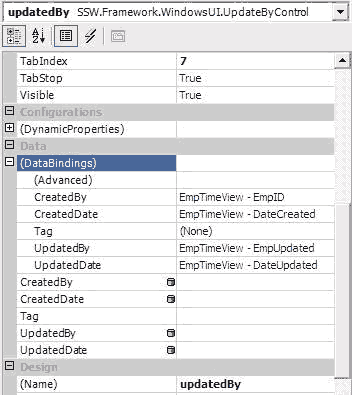 updatedBy SSW.Framework.WindowsUI.UpdateByControl
TabIndex 7
TabStop True
Visible True
Configurations
(DynamicProperties)
Data
(DataBindings)
(Advanced)
CreatedBy EmpTimeView - EmpID
CreatedDate EmpTimeView - DateCreated
Tag (None)
UpdatedBy EmpTimeView - EmpUpdated
UpdatedDate EmpTimeView - DateUpdated
CreatedBy
CreatedDate
Tag
UpdatedBy
UpdatedDate
Design
(Name) updatedBy